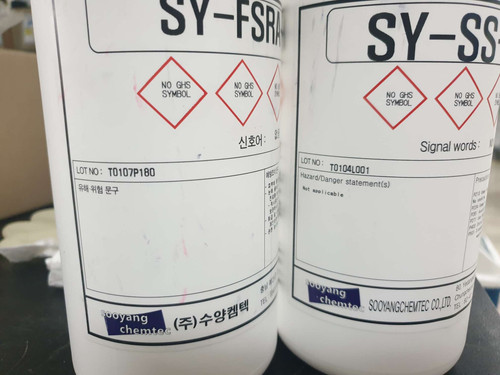 SY-FSRA
NO GHS
SYMBOL
NO GHS
SYMBOL
신호어 :
LOT NO : T0107P180
유해·위험 문구
sooyang
chemtec
(주)수양켐텍
SY-SS-
NO GHS
SYMBOL
NO GHS
SYMBOL
Signal words :
LOT NO : T0104L001
Hazard/Danger statement(s)
Not applicable
sooyang
chemtec
SOOYANGCHEMTEC CO.,LTD.